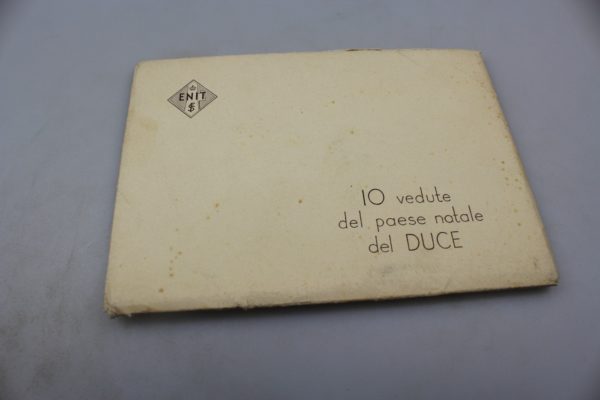 ENIT
10 vedute
del paese natale
del DUCE